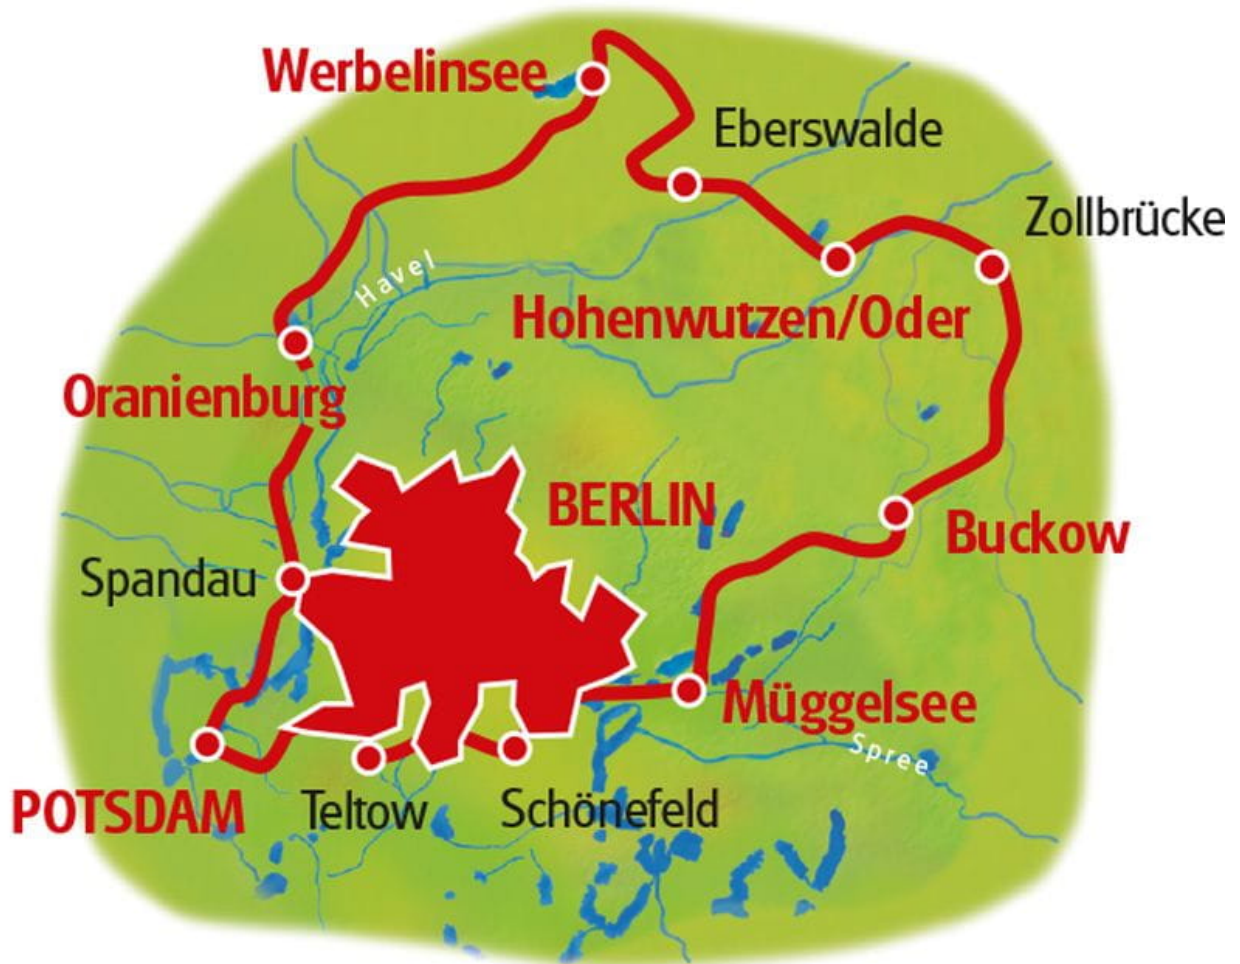 Werbelinsee
Eberswalde
Zollbrücke
Havel
Hohenwutzen/Oder
Oranienburg
BERLIN
Buckow
Spandau
Müggelsee
Spree
POTSDAM
Teltow
Schönefeld